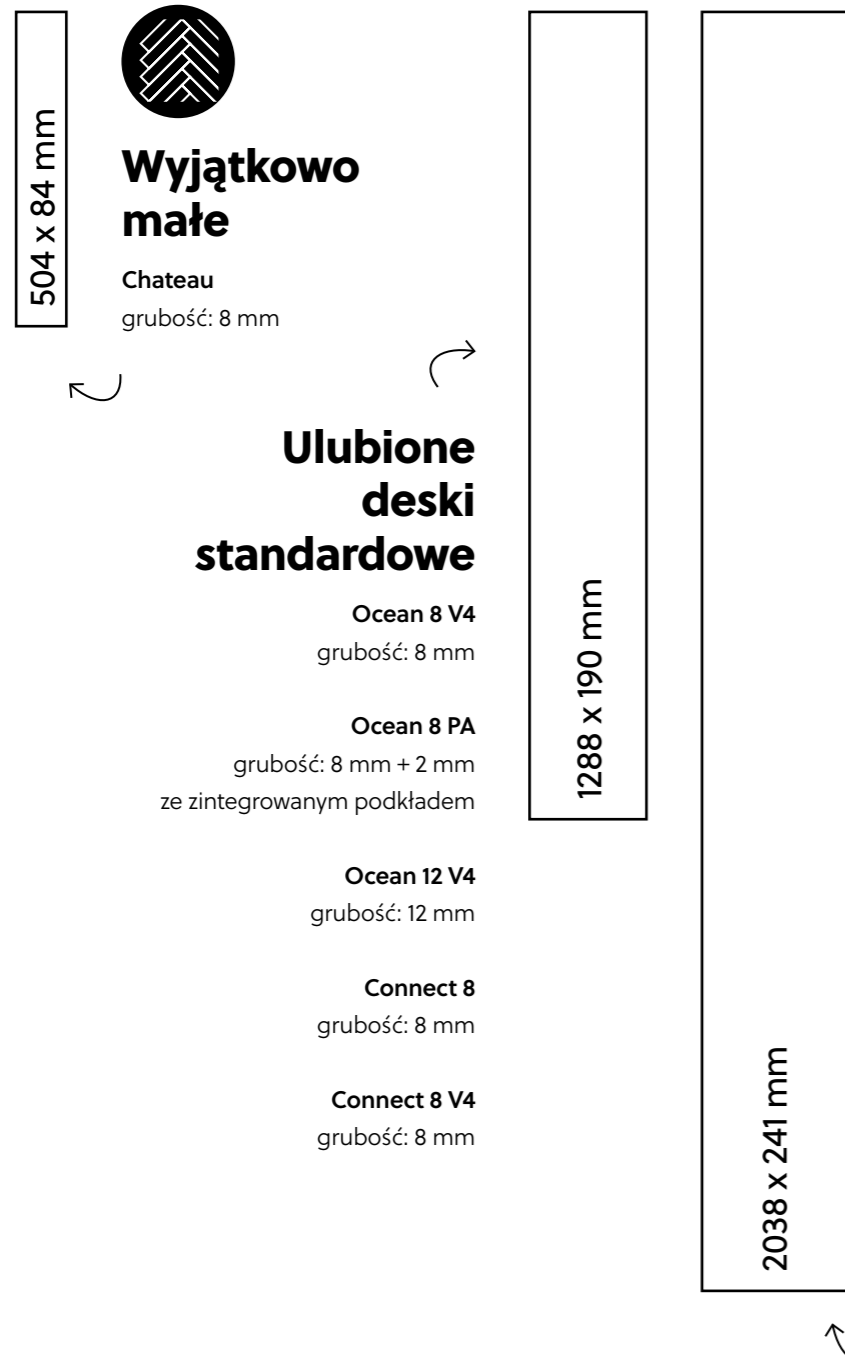 504 x 84 mm
Wyjątkowo
małe
Chateau
grubość: 8 mm
Ulubione
deski
standardowe
Ocean 8 V4
grubość: 8 mm
Ocean 8 PA
grubość: 8 mm + 2 mm
ze zintegrowanym podkładem
Ocean 12 V4
grubość: 12 mm
Connect 8
grubość: 8 mm
Connect 8 V4
grubość: 8 mm
1288 x 190 mm
2038 x 241 mm